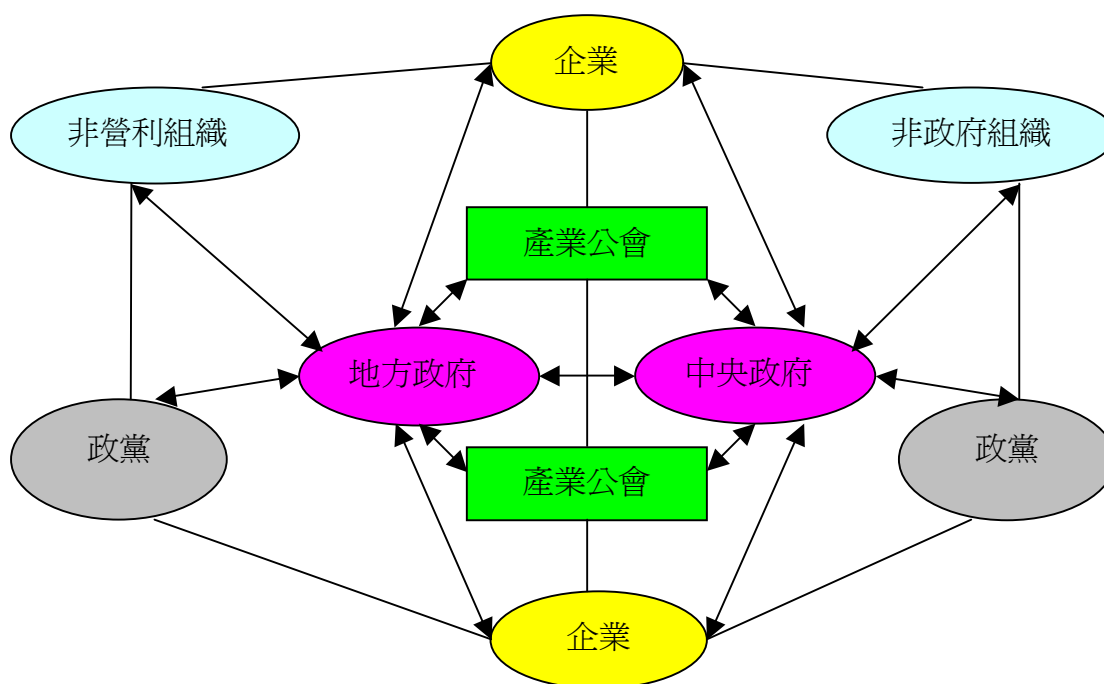 企業
非營利組織
非政府組織
產業公會
地方政府
中央政府
政黨
政黨
產業公會
企業